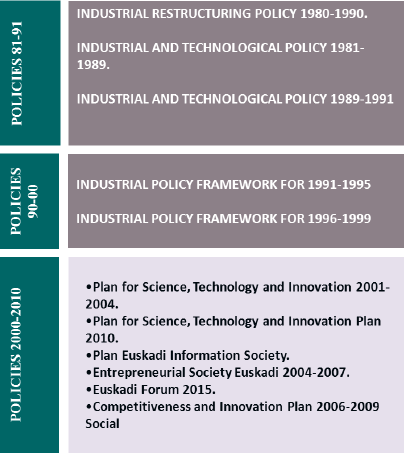 POLICIES 81-91
INDUSTRIAL RESTRUCTURING POLICY 1980-1990.
INDUSTRIAL AND TECHNOLOGICAL POLICY 1981-
1989.
INDUSTRIAL AND TECHNOLOGICAL POLICY 1989-1991
POLICIES
90-00
INDUSTRIAL POLICY FRAMEWORK FOR 1991-1995
INDUSTRIAL POLICY FRAMEWORK FOR 1996-1999
POLICIES 2000-2010
•Plan for Science, Technology and Innovation 2001-
2004.
•Plan for Science, Technology and Innovation Plan
2010.
•Plan Euskadi Information Society.
•Entrepreneurial Society Euskadi 2004-2007.
•Euskadi Forum 2015.
•Competitiveness and Innovation Plan 2006-2009
Social